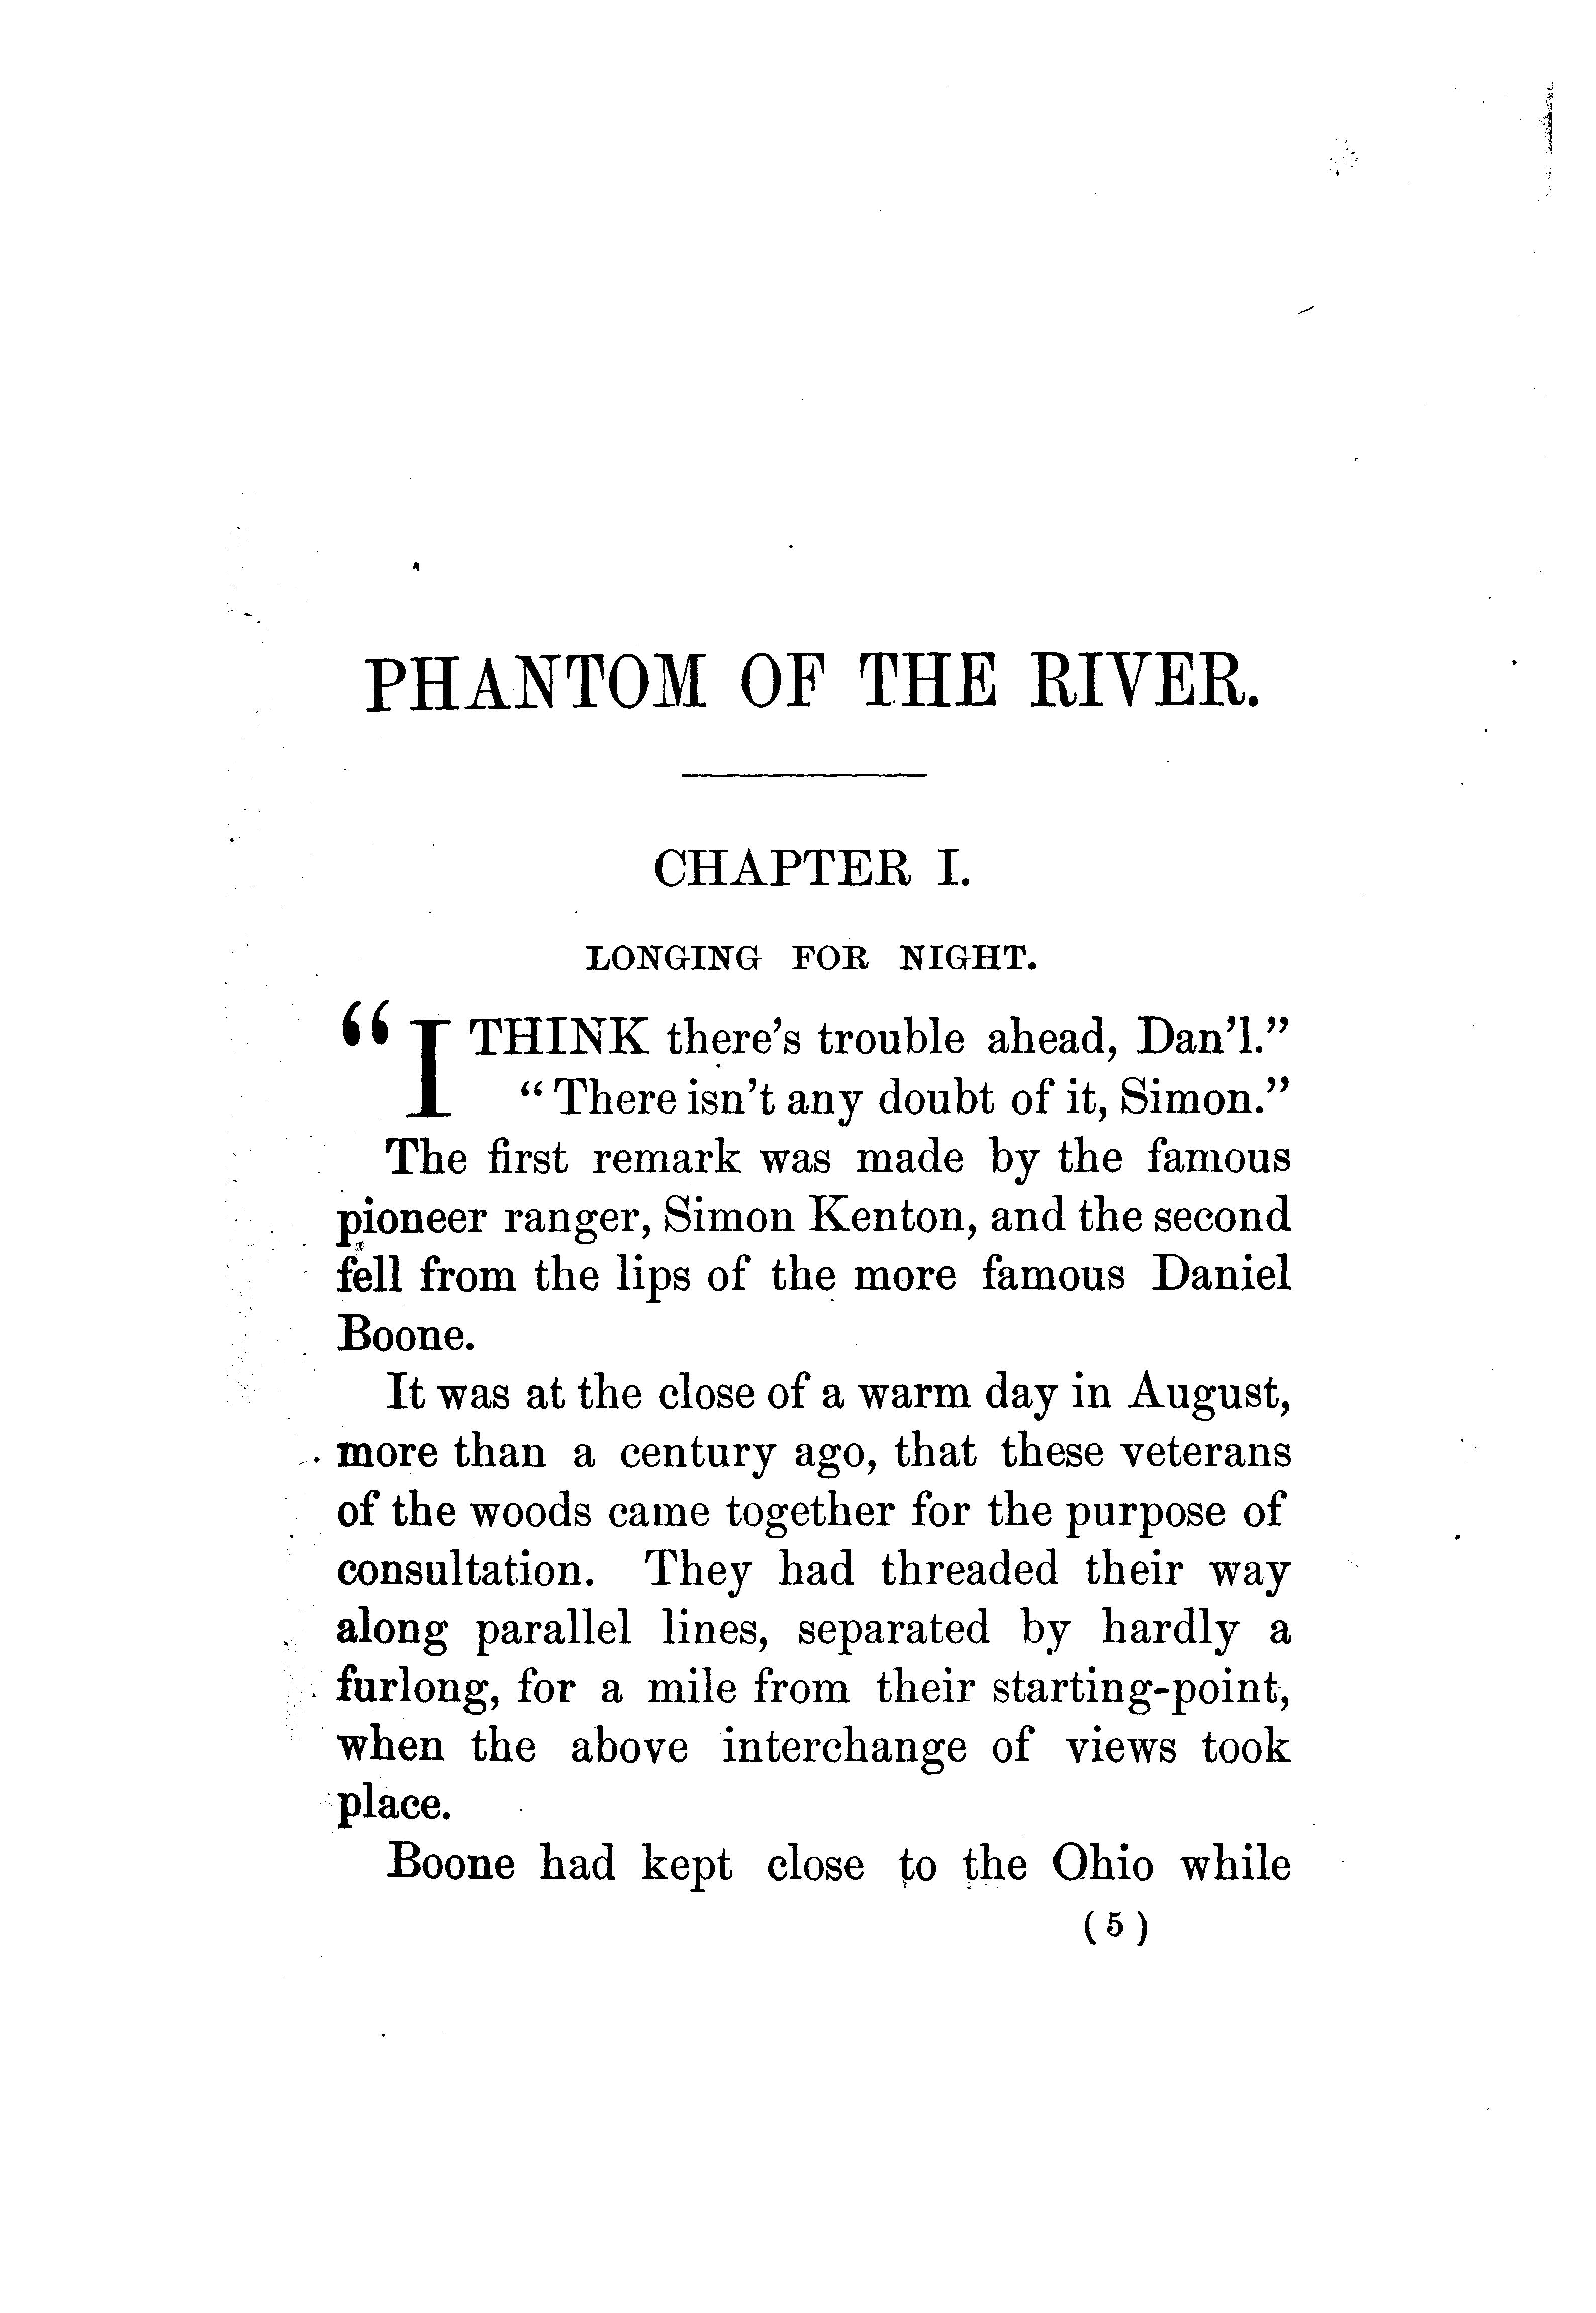 PHANTOM OF THE RIVER.
CHAPTER I.
LONGING FOR NIGHT.
“I THINK there’s trouble ahead, Dan’l.”
“There isn’t any doubt of it, Simon.”
The first remark was made by the famous
pioneer ranger, Simon Kenton, and the second
fell from the lips of the more famous Daniel
Boone.
It was at the close of a warm day in August,
more than a century ago, that these veterans
of the woods came together for the purpose of
consultation. They had threaded their way
along parallel lines, separated by hardly a
furlong, for a mile from their starting-point,
when the above interchange of views took
place.
Boone had kept close to the Ohio while
(5)